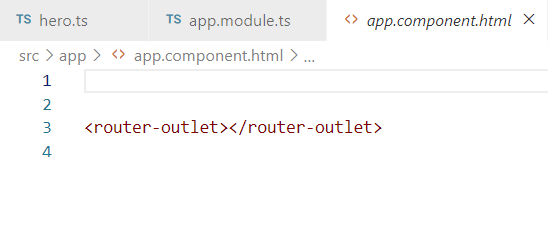 TS hero.ts TS app.module.ts <> app.component.html ×
src > app > <> app.component.html > ...
1
2
3 <router-outlet></router-outlet>
4